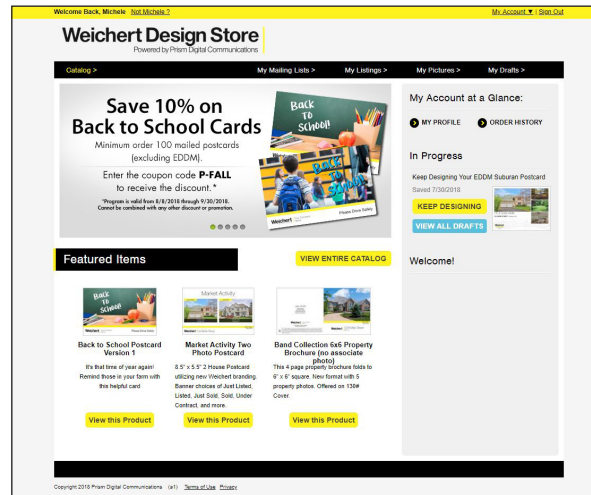 Welcome Back, Michele Not Michele ?
My Account ▼ | Sign Out
Weichert Design Store
Powered by Prism Digital Communications
Catalog >
My Mailing Lists >
My Listings >
My Pictures >
My Drafts >
Save 10% on
Back to School Cards
Minimum order 100 mailed postcards
(excluding EDDM).
Enter the coupon code P-FALL
to receive the discount.*
*Program is valid from 8/8/2018 through 9/30/2018.
Cannot be combined with any other discount or promotion.
Back
To
School!
Back
To
School!
Weichert
Please Drive Safely
My Account at a Glance:
MY PROFILE
ORDER HISTORY
In Progress
Keep Designing Your EDDM Suburan Postcard
Saved 7/30/2018
KEEP DESIGNING
VIEW ALL DRAFTS
Welcome!
Featured Items
VIEW ENTIRE CATALOG
Back
To
School!
Market Activity
Back to School Postcard
Version 1
It's that time of year again!
Remind those in your farm with
this helpful card
View this Product
Market Activity Two
Photo Postcard
8.5" x 5.5" 2 House Postcard
utilizing new Weichert branding.
Banner choices of Just Listed,
Listed, Just Sold, Sold, Under
Contract, and more.
View this Product
Band Collection 6x6 Property
Brochure (no associate
photo)
This 4 page property brochure folds to
6" x 6" square. New format with 5
property photos. Offered on 130#
Cover.
View this Product
Copyright 2018 Prism Digital Communications (a1) Terms of Use Privacy